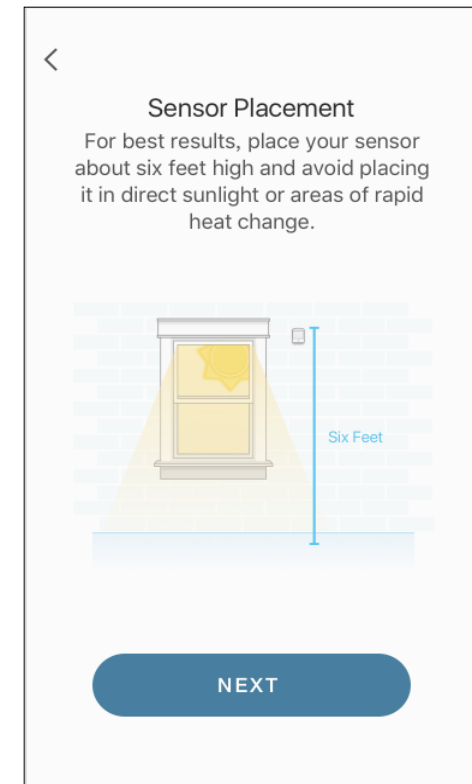 Sensor Placement
For best results, place your sensor
about six feet high and avoid placing
it in direct sunlight or areas of rapid
heat change.
Six Feet
NEXT